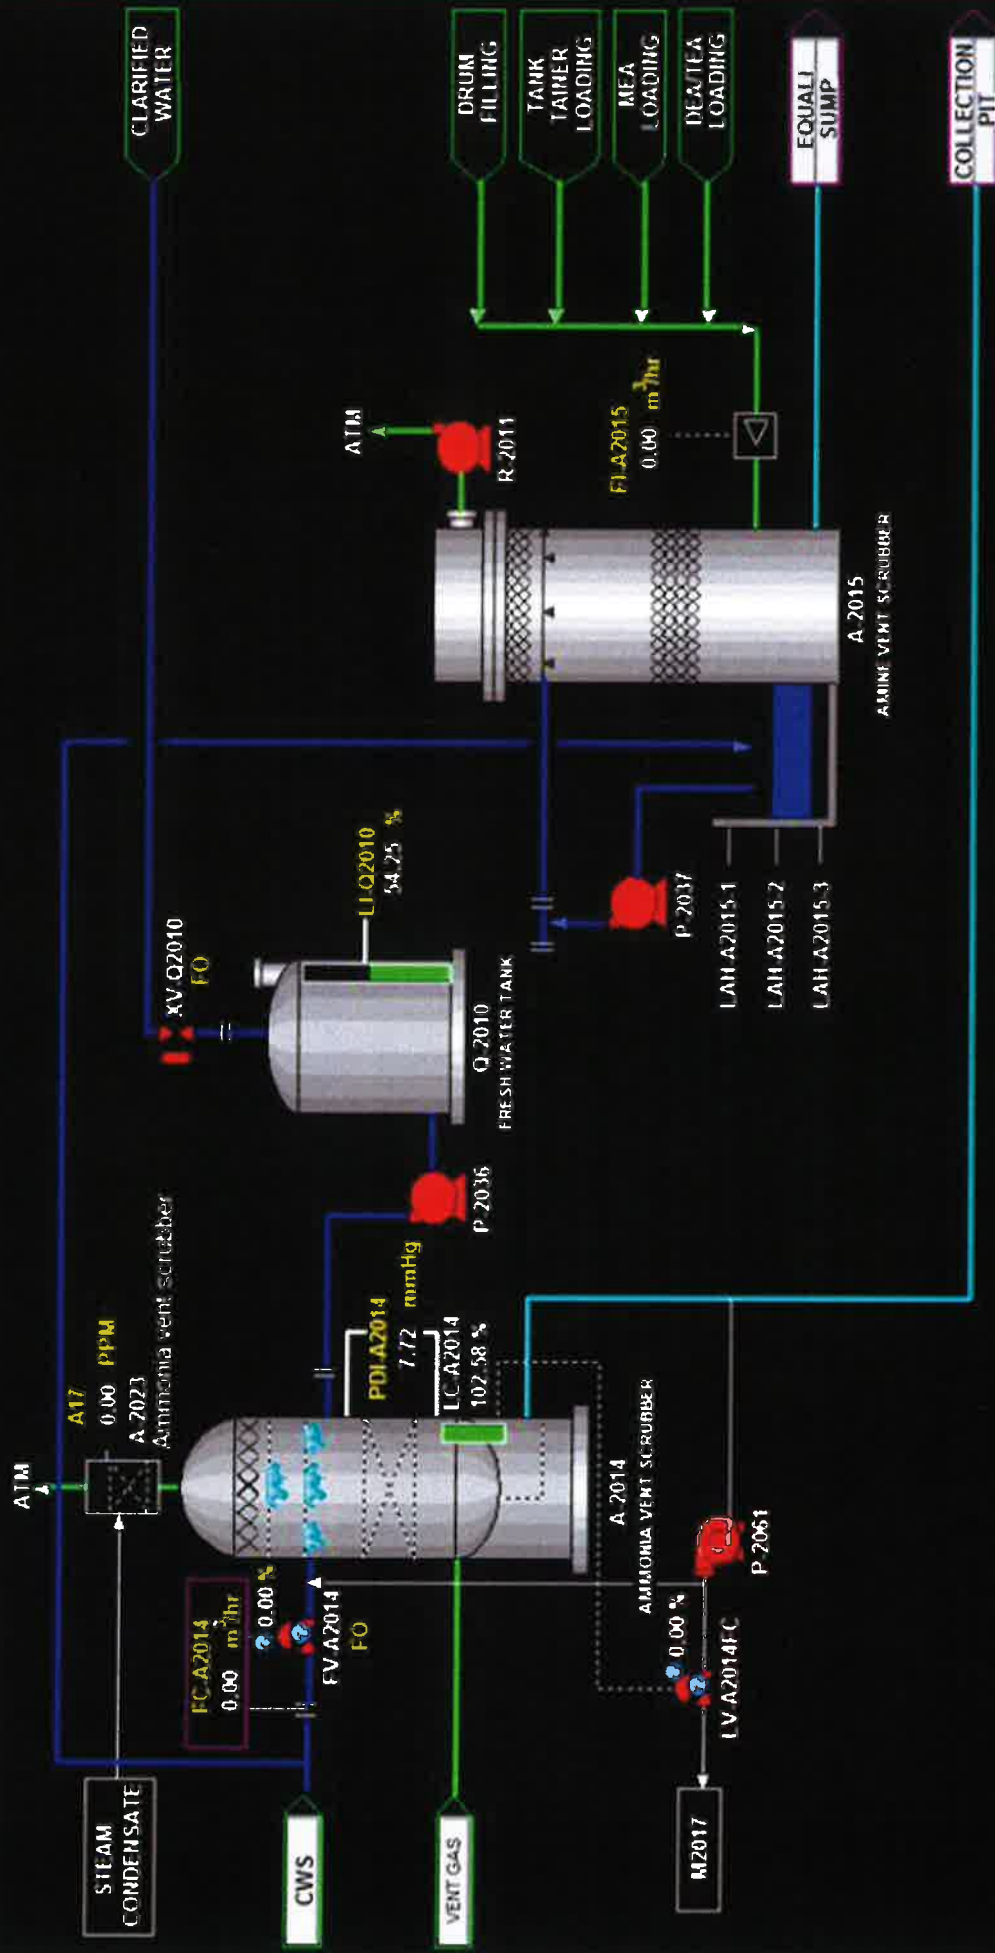 STEAM
CONDENSATE
ATM
A17
0.00 PPM
A-2023
Ammonia vent scrubber
CLARIFIED
WATER
XV-Q2010
FO
CWS
FC-A2014
0.00 m³/hr
0.00 %
FV-A2014
FO
PDI-A2014
7.72 mmHg
LC-A2014
102.58 %
P-2036
LI-Q2010
54.25 %
Q-2010
FRESH WATER TANK
VENT GAS
A-2014
AMMONIA VENT SCRUBBER
0.00 %
LV-A2014FC
P-2061
M2017
ATM
R-2011
DRUM
FILLING
TANK
TAINER
LOADING
MEA
LOADING
DEA/TEA
LOADING
FI-A2015
0.00 m³/hr
P-2037
LAH-A2015-1
LAH-A2015-2
LAH-A2015-3
A-2015
AMINE VENT SCRUBBER
EQUALI
SUMP
COLLECTION
PIT